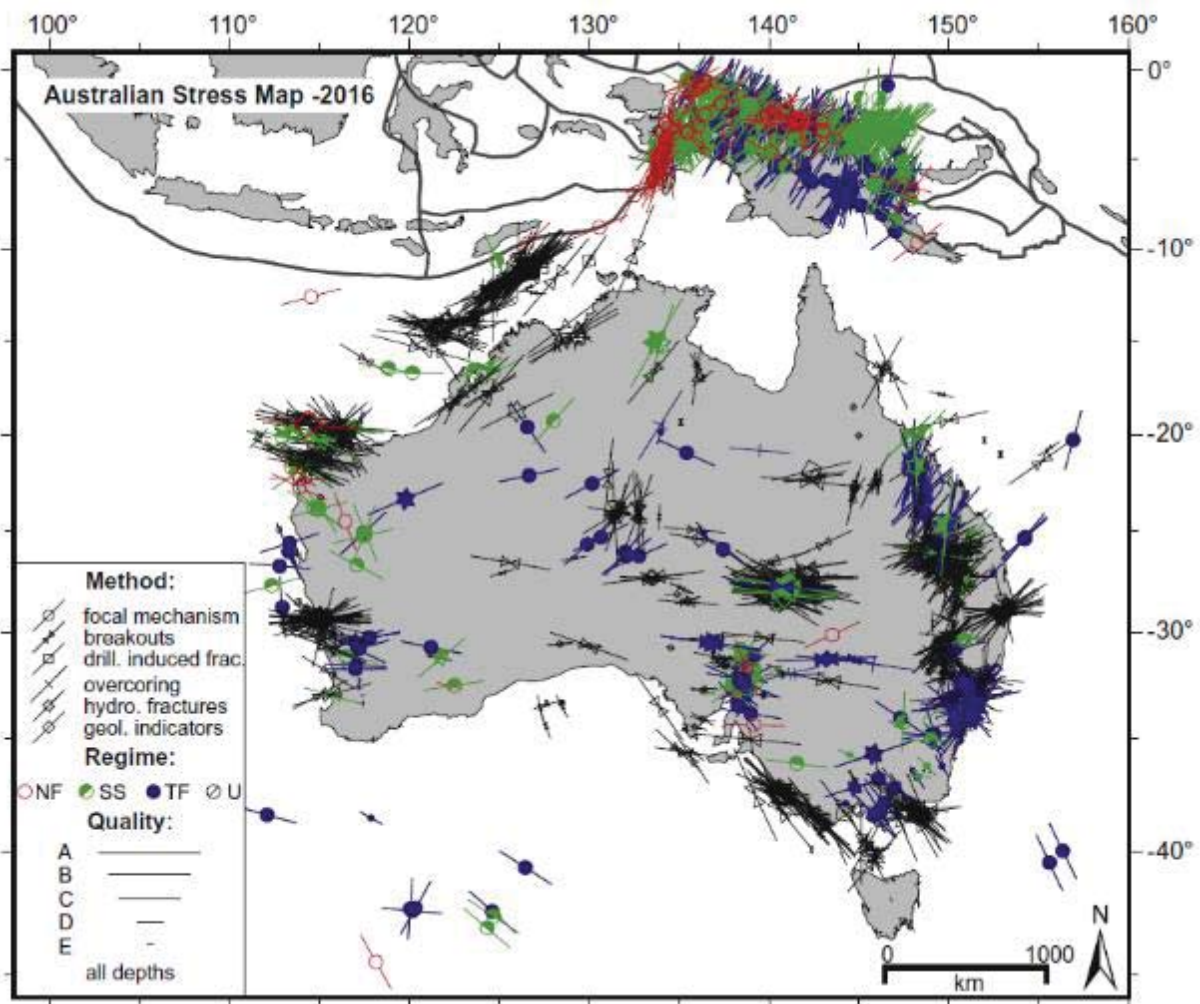 100° 110° 120° 130° 140° 150° 160°
Australian Stress Map -2016
0°
-10°
-20°
-30°
-40°
Method:
focal mechanism
breakouts
drill. induced frac.
overcoring
hydro. fractures
geol. indicators
Regime:
NF SS TF U
Quality:
A
B
C
D
E
all depths
N
0 1000
km